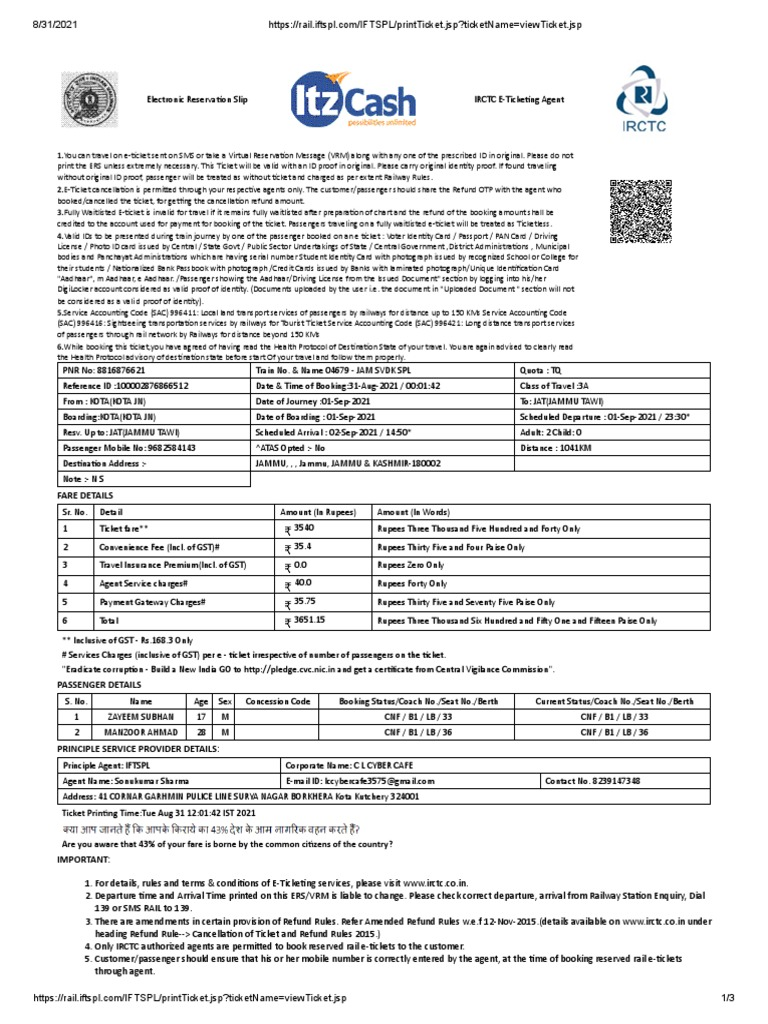 8/31/2021 https://rail.iftspl.com/IFTSPL/printTicket.jsp?ticketName=viewTicket.jsp
Electronic Reservation Slip
Itz Cash
possibilities unlimited
IRCTC E-Ticketing Agent
IRCTC
1.You can travel on e-ticket sent on SMS or take a Virtual Reservation Message (VRM) along with any one of the prescribed ID in original. Please do not
print the ERS unless extremely necessary. This Ticket will be valid with an ID proof in original. Please carry original identity proof. If found traveling
without original ID proof, passenger will be treated as without ticket and charged as per extent Railway Rules .
2.E-Ticket cancellation is permitted through your respective agents only. The customer/passenger should share the Refund OTP with the agent who
booked/cancelled the ticket, for getting the cancellation refund amount.
3.Fully Waitlisted E-ticket is invalid for travel if it remains fully waitlisted after preparation of chart and the refund of the booking amount shall be
credited to the account used for payment for booking of the ticket. Passengers traveling on a fully waitlisted e-ticket will be treated as Ticketless.
4.Valid IDs to be presented during train journey by one of the passenger booked on an e-ticket : Voter Identity Card / Passport / PAN Card / Driving
License / Photo ID card issued by Central / State Govt / Public Sector Undertakings of State / Central Government , District Administrations , Municipal
bodies and Panchayat Administrations which are having serial number Student Identity Card with photograph issued by recognized School or College for
their students / Nationalized Bank Passbook with photograph /Credit Cards issued by Banks with laminated photograph/Unique Identification Card
"Aadhaar", m Aadhaar, e Aadhaar. /Passenger showing the Aadhaar/Driving License from the Issued Document" section by logging into his/her
DigiLocker account considered as valid proof of identity. (Documents uploaded by the user i.e. the document in "Uploaded Document" section will not
be considered as a valid proof of identity).
5.Service Accounting Code (SAC) 996411: Local land transport services of passengers by railways for distance up to 150 KMs Service Accounting Code
(SAC) 996416: Sightseeing transportation services by railways for Tourist Ticket Service Accounting Code (SAC) 996421: Long distance transport services
of passengers through rail network by Railways for distance beyond 150 KMs
6.While booking this ticket,you have agreed of having read the Health Protocol of Destination State of your travel. You are again advised to clearly read
the Health Protocol advisory of destination state before start Of your travel and follow them properly.
PNR No: 8816876621 Train No. & Name 04679 - JAM SVDK SPL Quota : TQ
Reference ID :100002876866512 Date & Time of Booking:31-Aug-2021 / 00:01:42 Class of Travel :3A
From : KOTA(KOTA JN) Date of Journey :01-Sep-2021 To: JAT(JAMMU TAWI)
Boarding:KOTA(KOTA JN) Date of Boarding : 01-Sep-2021 Scheduled Departure : 01-Sep-2021 / 23:30*
Resv. Up to: JAT(JAMMU TAWI) Scheduled Arrival : 02-Sep-2021 / 14:50* Adult: 2 Child: 0
Passenger Mobile No: 9682584143 ^ATAS Opted :- No Distance : 1041KM
Destination Address :- JAMMU, , , Jammu, JAMMU & KASHMIR-180002
Note :- N S
FARE DETAILS
Sr. No. Detail Amount (In Rupees) Amount (In Words)
1 Ticket fare** ₹ 3540 Rupees Three Thousand Five Hundred and Forty Only
2 Convenience Fee (Incl. of GST)# ₹ 35.4 Rupees Thirty Five and Four Paise Only
3 Travel Insurance Premium(Incl. of GST) ₹ 0.0 Rupees Zero Only
4 Agent Service charges# ₹ 40.0 Rupees Forty Only
5 Payment Gateway Charges# ₹ 35.75 Rupees Thirty Five and Seventy Five Paise Only
6 Total ₹ 3651.15 Rupees Three Thousand Six Hundred and Fifty One and Fifteen Paise Only
** Inclusive of GST - Rs.168.3 Only
# Services Charges (inclusive of GST) per e - ticket irrespective of number of passengers on the ticket.
"Eradicate corruption - Build a New India GO to http://pledge.cvc.nic.in and get a certificate from Central Vigilance Commission".
PASSENGER DETAILS
S. No. Name Age Sex Concession Code Booking Status/Coach No./Seat No./Berth Current Status/Coach No./Seat No./Berth
1 ZAYEEM SUBHAN 17 M CNF / B1 / LB / 33 CNF / B1 / LB / 33
2 MANZOOR AHMAD 28 M CNF / B1 / LB / 36 CNF / B1 / LB / 36
PRINCIPLE SERVICE PROVIDER DETAILS:
Principle Agent: IFTSPL Corporate Name: C L CYBER CAFE
Agent Name: Sonukumar Sharma E-mail ID: lccybercafe3575@gmail.com Contact No. 8239147348
Address: 41 CORNAR GARHMIN PULICE LINE SURYA NAGAR BORKHERA Kota Kutchery 324001
Ticket Printing Time:Tue Aug 31 12:01:42 IST 2021
क्या आप जानते हैं कि आपके किराये का 43% देश के आम नागरिक वहन करते हैं?
Are you aware that 43% of your fare is borne by the common citizens of the country?
IMPORTANT:
1. For details, rules and terms & conditions of E-Ticketing services, please visit www.irctc.co.in.
2. Departure time and Arrival Time printed on this ERS/VRM is liable to change. Please check correct departure, arrival from Railway Station Enquiry, Dial
139 or SMS RAIL to 139.
3. There are amendments in certain provision of Refund Rules. Refer Amended Refund Rules w.e.f 12-Nov-2015.(details available on www.irctc.co.in under
heading Refund Rule--> Cancellation of Ticket and Refund Rules 2015.)
4. Only IRCTC authorized agents are permitted to book reserved rail e-tickets to the customer.
5. Customer/passenger should ensure that his or her mobile number is correctly entered by the agent, at the time of booking reserved rail e-tickets
through agent.
https://rail.iftspl.com/IFTSPL/printTicket.jsp?ticketName=viewTicket.jsp 1/3